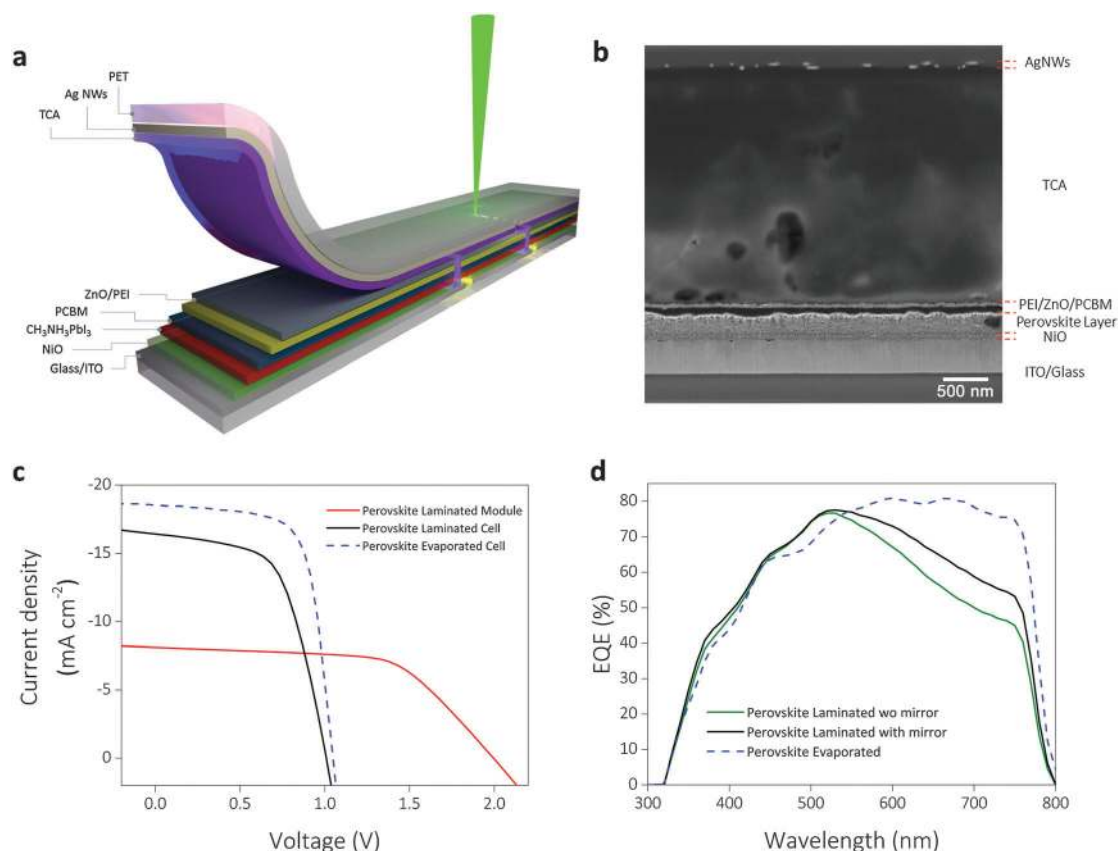 a
PET
Ag NWs
TCA
ZnO/PEI
PCBM
CH₃NH₃PbI₃
NiO
Glass/ITO
b
AgNWs
TCA
PEI/ZnO/PCBM
Perovskite Layer
NiO
ITO/Glass
500 nm
c
-20
-15
-10
-5
0
Current density
(mA cm⁻²)
Perovskite Laminated Module
Perovskite Laminated Cell
Perovskite Evaporated Cell
0.0 0.5 1.0 1.5 2.0
Voltage (V)
d
80
70
60
50
40
30
20
10
0
EQE (%)
Perovskite Laminated wo mirror
Perovskite Laminated with mirror
Perovskite Evaporated
300 400 500 600 700 800
Wavelength (nm)